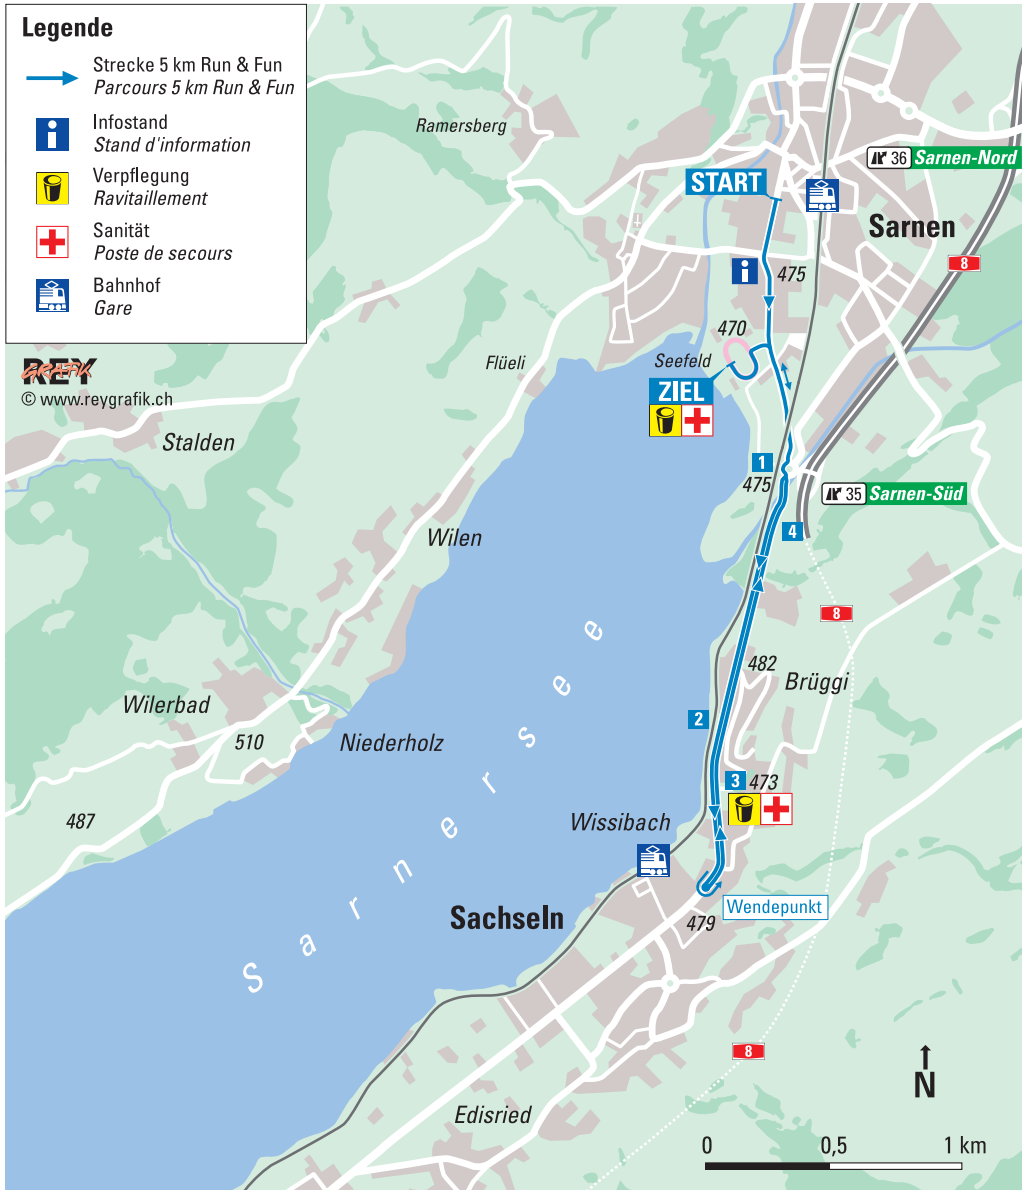 Legende
Strecke 5 km Run & Fun
Parcours 5 km Run & Fun
Infostand
Stand d'information
Verpflegung
Ravitaillement
Sanität
Poste de secours
Bahnhof
Gare
REY
GRAFIK
© www.reygrafik.ch
Ramersberg
36 Sarnen-Nord
START
Sarnen
8
475
470
Flüeli
Seefeld
ZIEL
Stalden
1
475
35 Sarnen-Süd
4
Wilen
8
482
Brüggi
Wilerbad
2
510
Niederholz
3
473
487
Wissibach
Sarnersee
Wendepunkt
Sachseln
479
8
N
Edisried
0 0,5 1 km